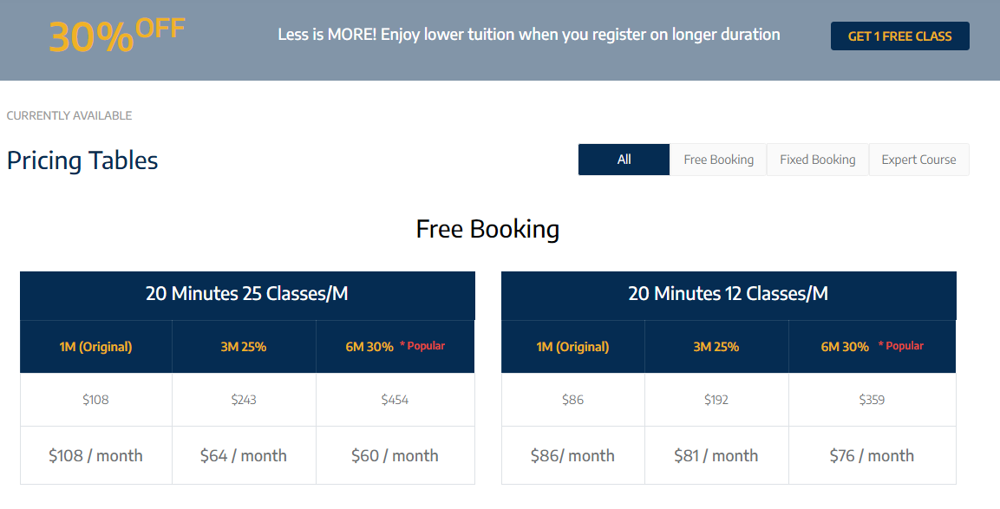 30% OFF
Less is MORE! Enjoy lower tuition when you register on longer duration
GET 1 FREE CLASS
CURRENTLY AVAILABLE
Pricing Tables
All Free Booking Fixed Booking Expert Course
Free Booking
20 Minutes 25 Classes/M
1M (Original) 3M 25% 6M 30% * Popular
$108 $243 $454
$108 / month $64 / month $60 / month
20 Minutes 12 Classes/M
1M (Original) 3M 25% 6M 30% * Popular
$86 $192 $359
$86/ month $81 / month $76 / month